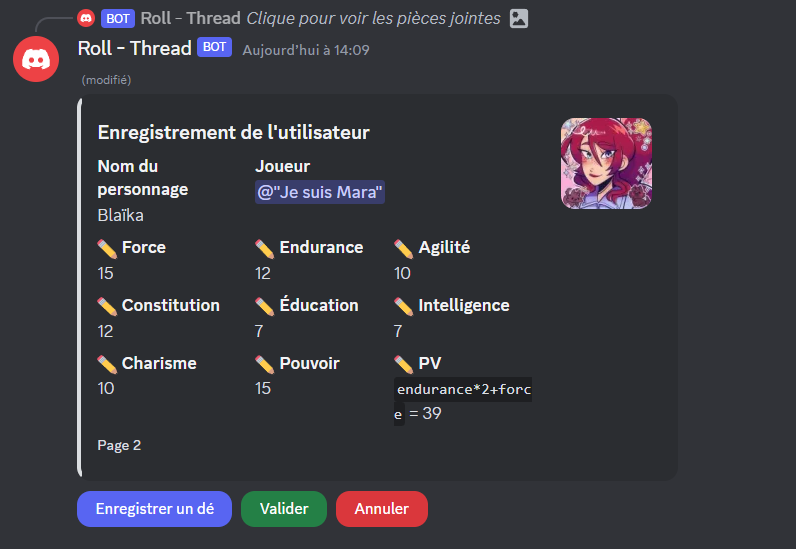 BOT Roll - Thread Clique pour voir les pièces jointes
Roll - Thread BOT Aujourd'hui à 14:09
(modifié)
Enregistrement de l'utilisateur
Nom du personnage
Blaïka
Joueur
@"Je suis Mara"
Force
15
Endurance
12
Agilité
10
Constitution
12
Éducation
7
Intelligence
7
Charisme
10
Pouvoir
15
PV
endurance*2+forc
e = 39
Page 2
Enregistrer un dé
Valider
Annuler